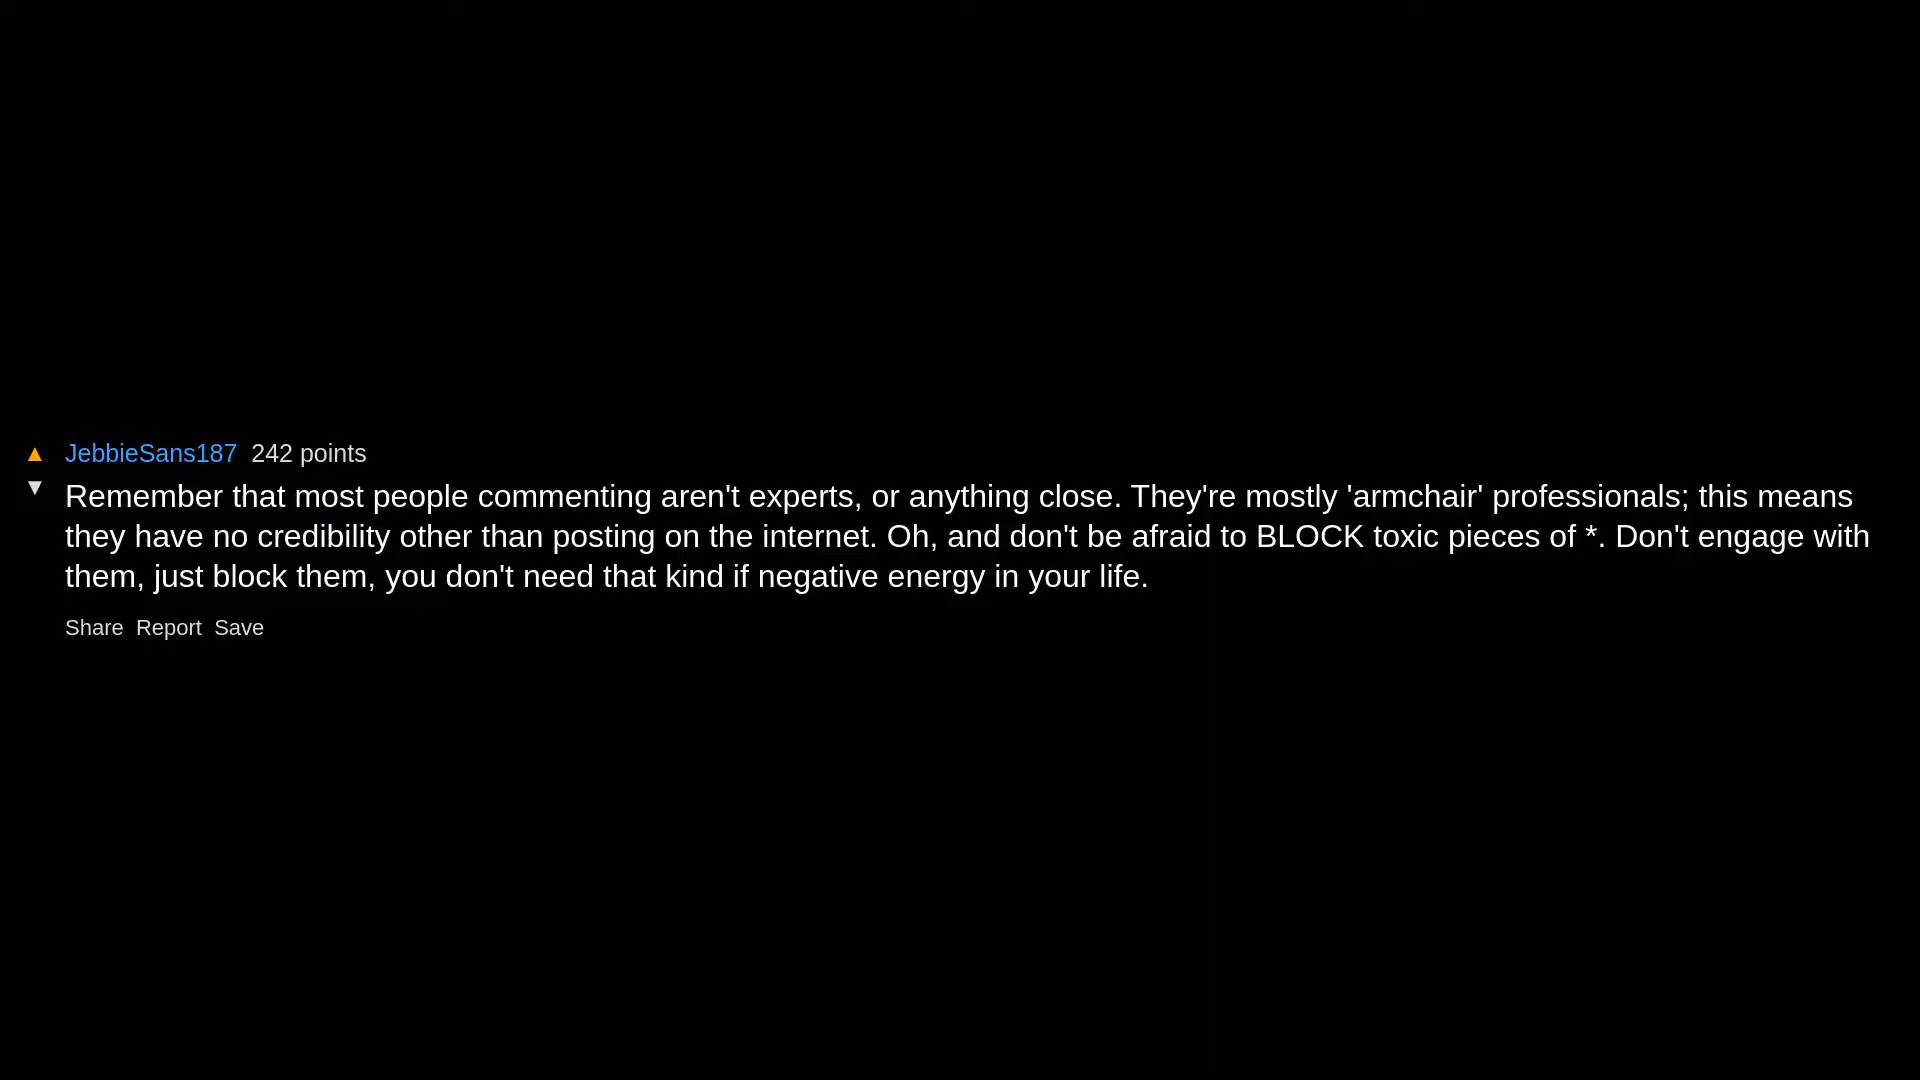 ▲ JebbieSans187 242 points
▼ Remember that most people commenting aren't experts, or anything close. They're mostly 'armchair' professionals; this means
they have no credibility other than posting on the internet. Oh, and don't be afraid to BLOCK toxic pieces of *. Don't engage with
them, just block them, you don't need that kind if negative energy in your life.
Share Report Save